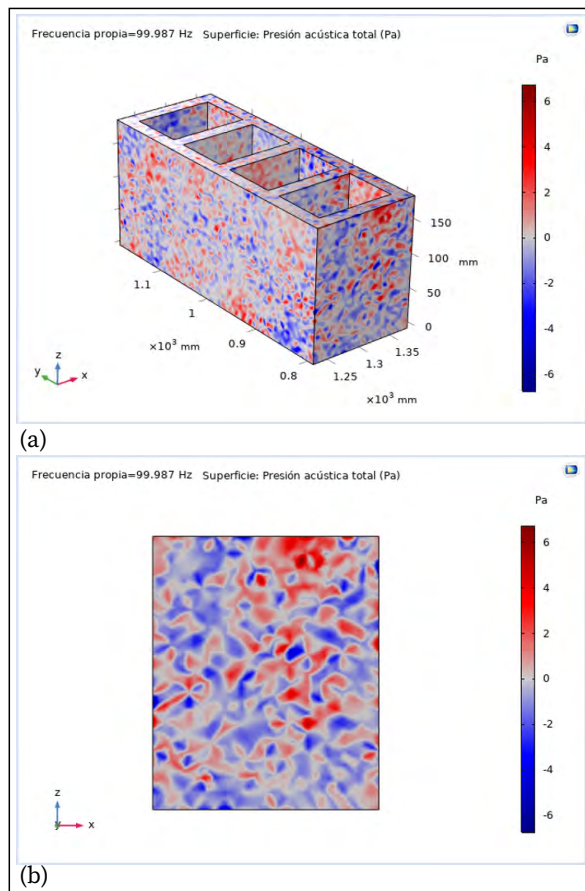 Frecuencia propia=99.987 Hz Superficie: Presión acústica total (Pa)
Pa
6
4
2
0
-2
-4
-6
150
100
mm
50
0
1.1
1
0.9
0.8
×10³ mm
1.35
1.3
1.25
×10³ mm
z
y
x
(a)
Frecuencia propia=99.987 Hz Superficie: Presión acústica total (Pa)
Pa
6
4
2
0
-2
-4
-6
z
y
x
(b)